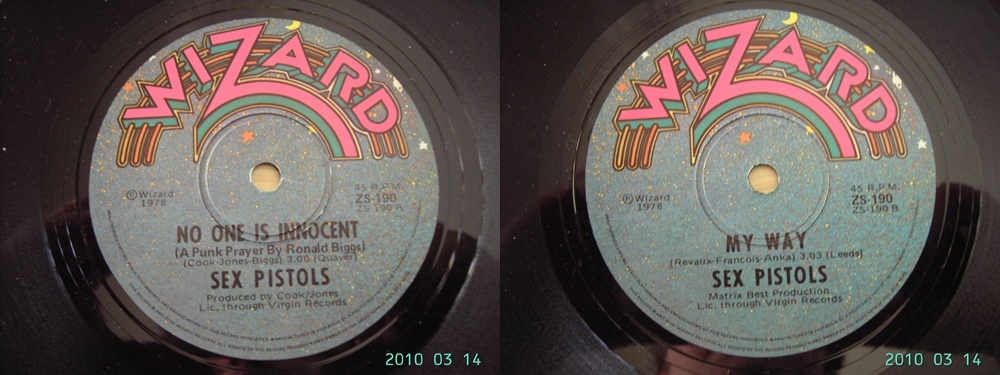 WIZARD
℗ Wizard
1978
45 R.P.M.
ZS-190
ZS 190 A
NO ONE IS INNOCENT
(A Punk Prayer By Ronald Biggs)
(Cook-Jones-Biggs) 3.00 (Quaver)
SEX PISTOLS
Produced by Cook/Jones
Lic. through Virgin Records
2010 03 14
WIZARD
℗ Wizard
1978
45 R.P.M.
ZS-190
ZS-190 B
MY WAY
(Revaux-Francois-Anka) 3.03 (Leeds)
SEX PISTOLS
Matrix Best Production
Lic. through Virgin Records
2010 03 14